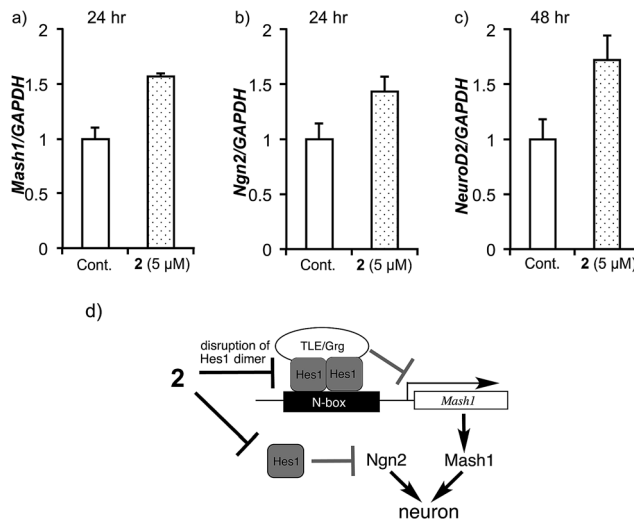 a) 24 hr
Mash1/GAPDH
2
1.5
1
0.5
0
Cont. 2 (5 μM)
b) 24 hr
Ngn2/GAPDH
2
1.5
1
0.5
0
Cont. 2 (5 μM)
c) 48 hr
NeuroD2/GAPDH
2
1.5
1
0.5
0
Cont. 2 (5 μM)
d)
disruption of
Hes1 dimer
TLE/Grg
2
Hes1 Hes1
N-box
Mash1
Hes1
Ngn2 Mash1
neuron